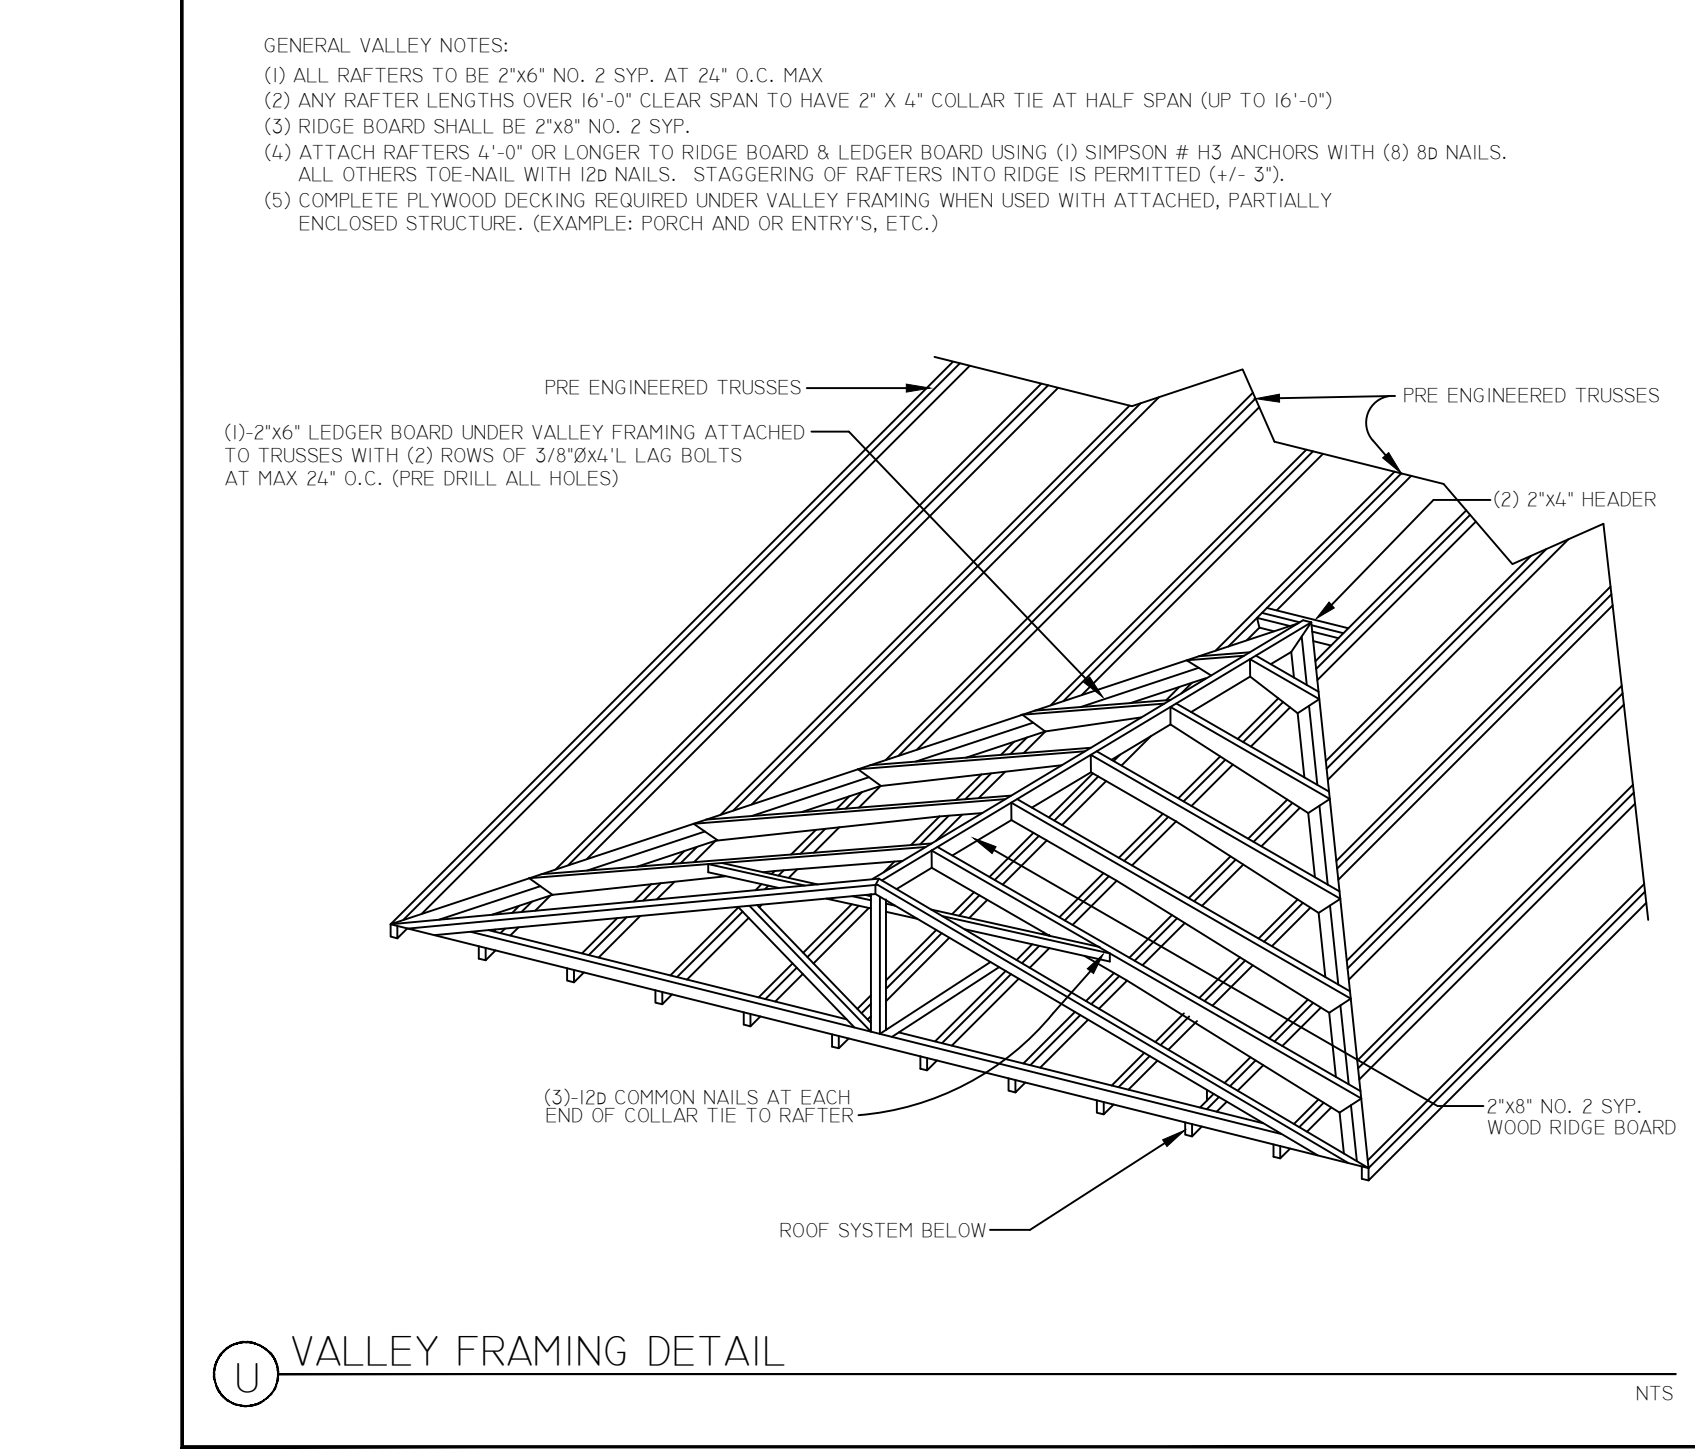 GENERAL VALLEY NOTES:
(1) ALL RAFTERS TO BE 2"x6" NO. 2 SYP. AT 24" O.C. MAX
(2) ANY RAFTER LENGTHS OVER 16'-0" CLEAR SPAN TO HAVE 2" X 4" COLLAR TIE AT HALF SPAN (UP TO 16'-0")
(3) RIDGE BOARD SHALL BE 2"x8" NO. 2 SYP.
(4) ATTACH RAFTERS 4'-0" OR LONGER TO RIDGE BOARD & LEDGER BOARD USING (1) SIMPSON # H3 ANCHORS WITH (8) 8D NAILS.
ALL OTHERS TOE-NAIL WITH 12D NAILS. STAGGERING OF RAFTERS INTO RIDGE IS PERMITTED (+/- 3").
(5) COMPLETE PLYWOOD DECKING REQUIRED UNDER VALLEY FRAMING WHEN USED WITH ATTACHED, PARTIALLY
ENCLOSED STRUCTURE. (EXAMPLE: PORCH AND OR ENTRY'S, ETC.)
PRE ENGINEERED TRUSSES
PRE ENGINEERED TRUSSES
(1)-2"x6" LEDGER BOARD UNDER VALLEY FRAMING ATTACHED
TO TRUSSES WITH (2) ROWS OF 3/8"Øx4'L LAG BOLTS
AT MAX 24" O.C. (PRE DRILL ALL HOLES)
(2) 2"x4" HEADER
(3)-12D COMMON NAILS AT EACH
END OF COLLAR TIE TO RAFTER
2"x8" NO. 2 SYP.
WOOD RIDGE BOARD
ROOF SYSTEM BELOW
U VALLEY FRAMING DETAIL
NTS